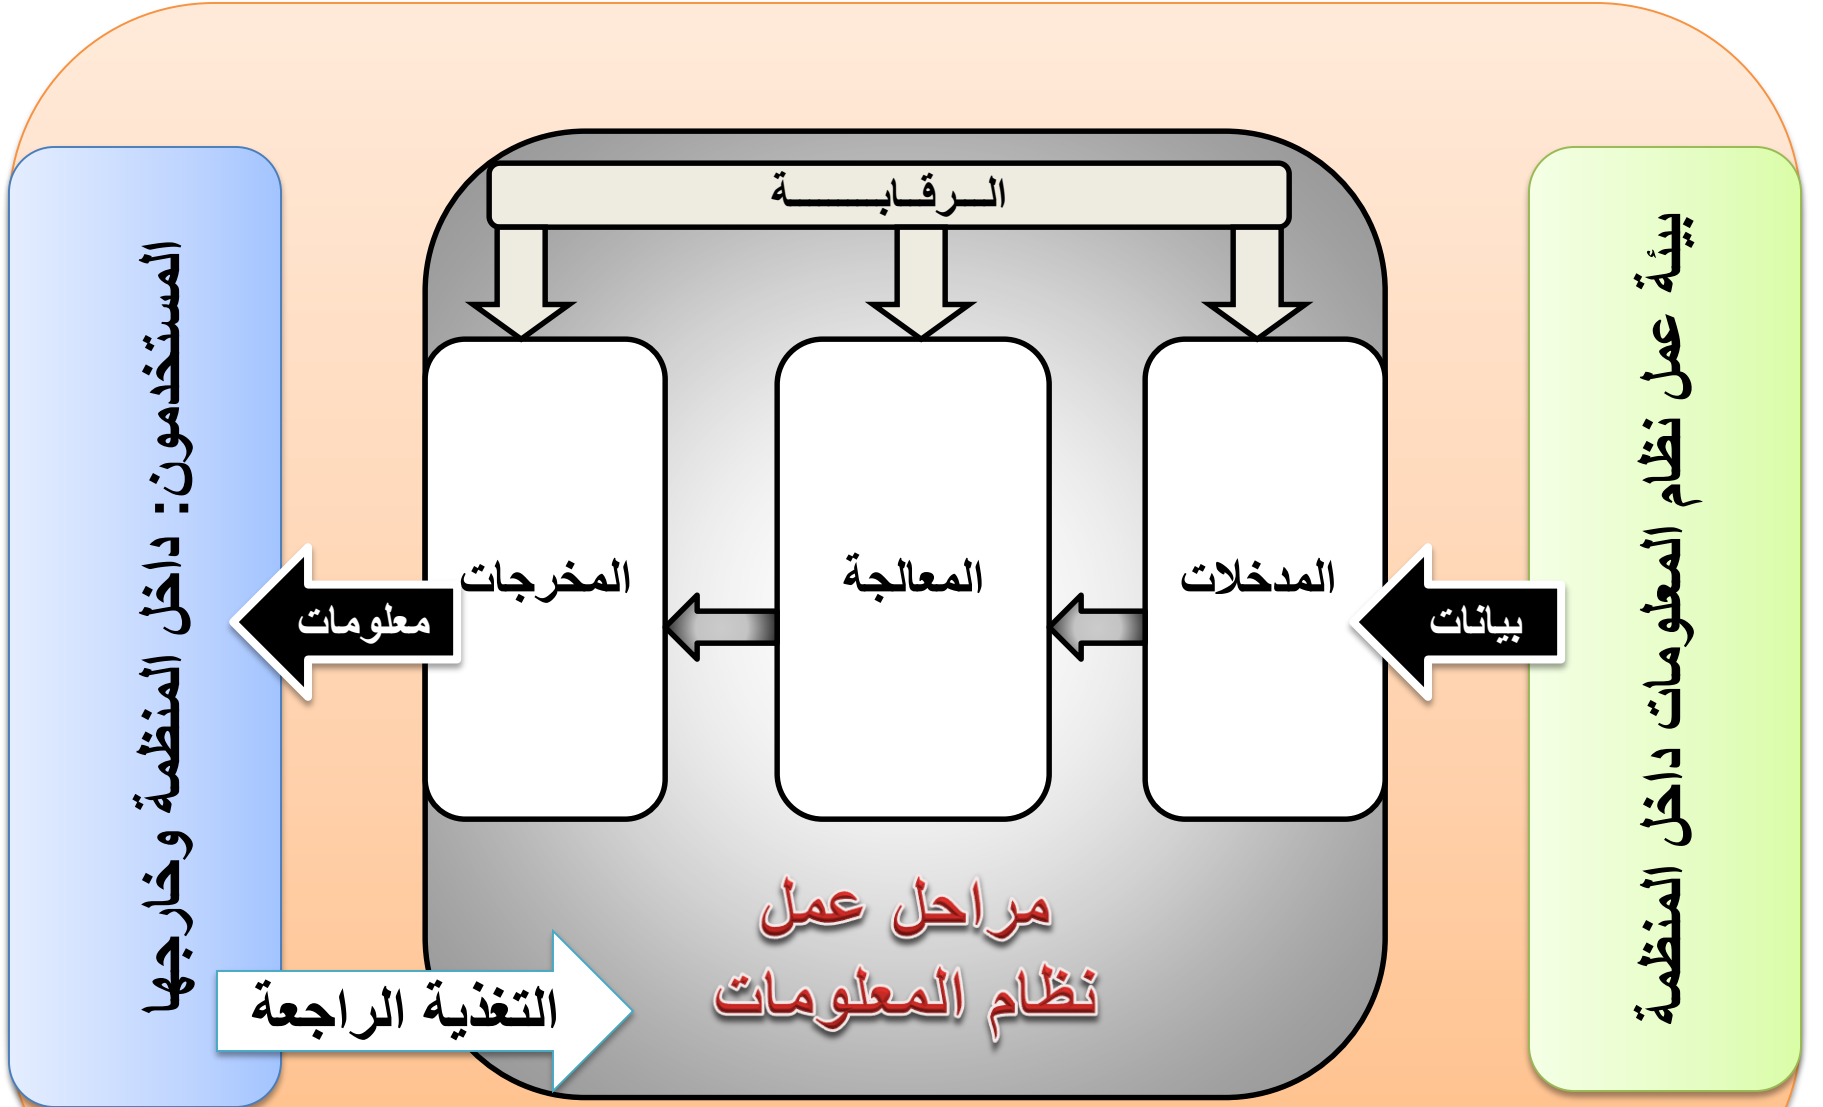 الـــرقــابـــــــــة
بيئة عمل نظام المعلومات داخل المنظمة
بيانات
المدخلات
المعالجة
المخرجات
معلومات
المستخدمون: داخل المنظمة وخارجها
مراحل عمل
نظام المعلومات
التغذية الراجعة